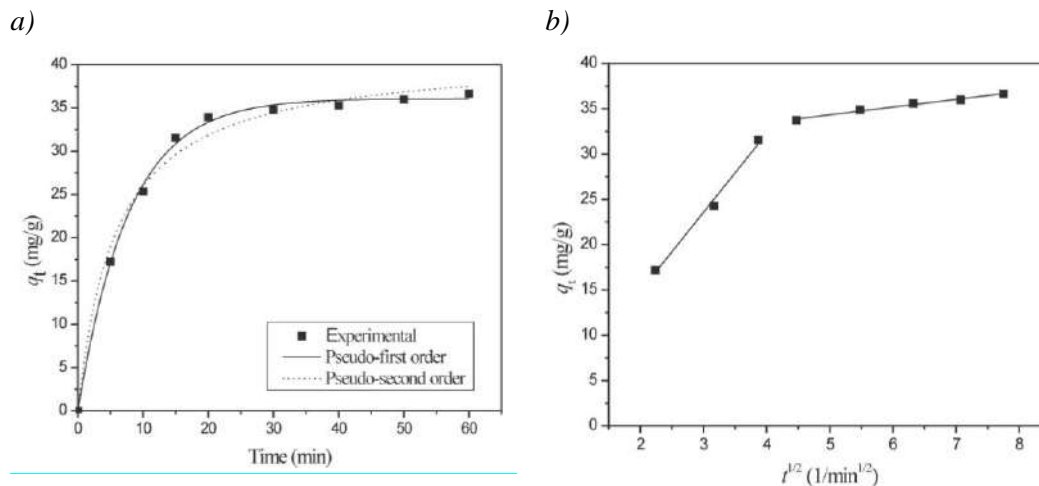 a)
40
35
30
25
20
15
10
5
0
qt (mg/g)
0 10 20 30 40 50 60
Time (min)
Experimental
Pseudo-first order
Pseudo-second order
b)
40
35
30
25
20
15
10
5
0
qt (mg/g)
2 3 4 5 6 7 8
t^1/2 (1/min^1/2)